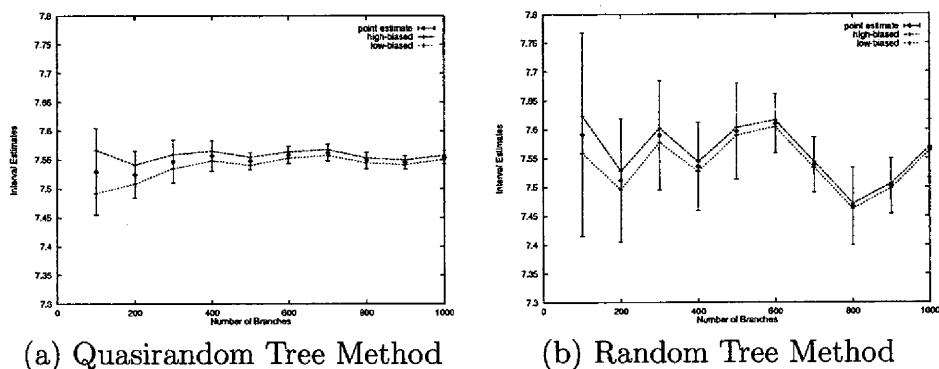 7.8
7.75
7.7
7.65
7.6
7.55
7.5
7.45
7.4
7.35
7.3
Interval Estimates
point estimate
high-biased
low-biased
0 200 400 600 800 1000
Number of Branches
(a) Quasirandom Tree Method
7.8
7.75
7.7
7.65
7.6
7.55
7.5
7.45
7.4
7.35
7.3
Interval Estimates
point estimate
high-biased
low-biased
0 200 400 600 800 1000
Number of Branches
(b) Random Tree Method